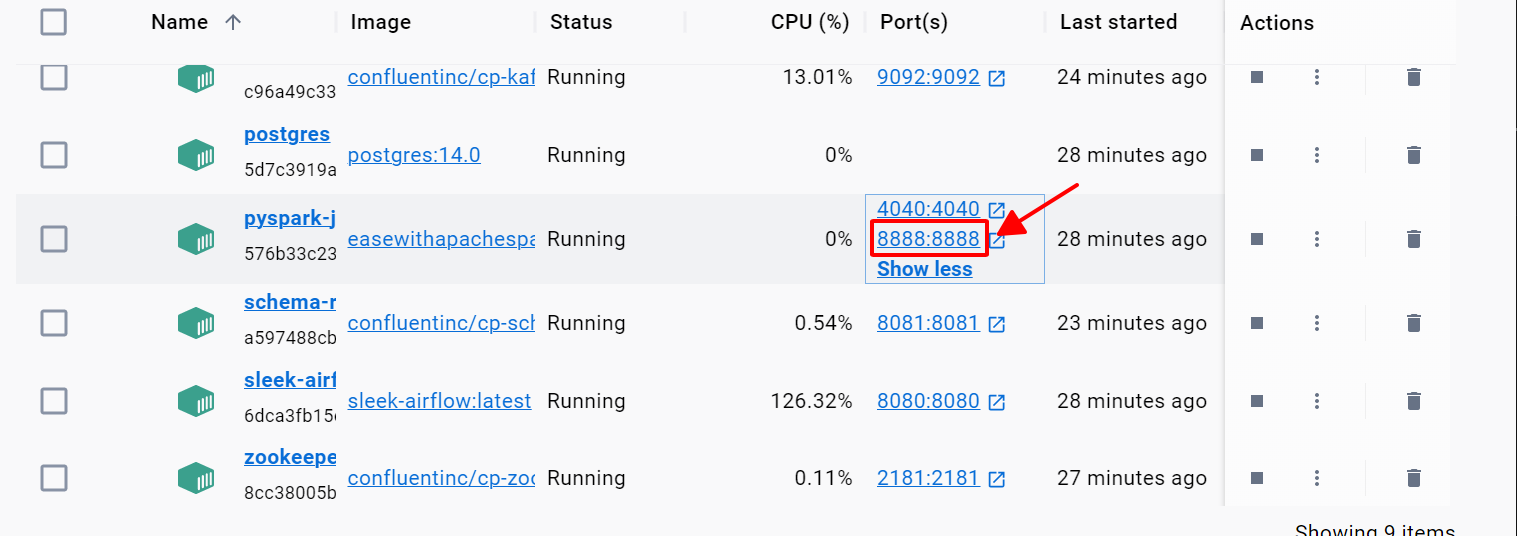 Name Image Status CPU (%) Port(s) Last started Actions
confluentinc/cp-kaf Running 13.01% 9092:9092 24 minutes ago
c96a49c33
postgres
postgres:14.0 Running 0% 28 minutes ago
5d7c3919a
pyspark-j
4040:4040
easewithapachespa Running 0% 8888:8888 28 minutes ago
576b33c23
Show less
schema-r
confluentinc/cp-sch Running 0.54% 8081:8081 23 minutes ago
a597488cb
sleek-airf
sleek-airflow:latest Running 126.32% 8080:8080 28 minutes ago
6dca3fb15
zookeepe
confluentinc/cp-zoo Running 0.11% 2181:2181 27 minutes ago
8cc38005b
Showing 9 items